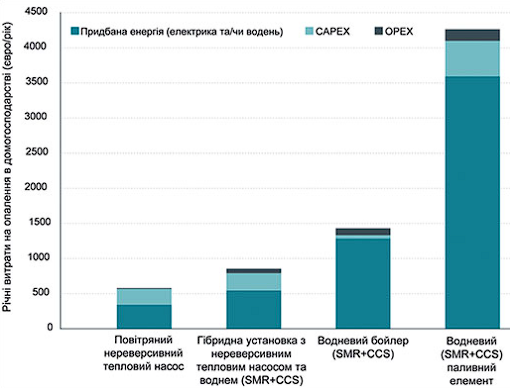 Річні витрати на опалення в домогосподарстві (євро/рік)
4500
4000
3500
3000
2500
2000
1500
1000
500
0
Придбана енергія (електрика та/чи водень)
CAPEX
OPEX
Повітряний
нереверсивний
тепловий насос
Гібридна установка з
нереверсивним
тепловим насосом та
воднем (SMR+CCS)
Водневий бойлер
(SMR+CCS)
Водневий
(SMR+CCS)
паливний
елемент